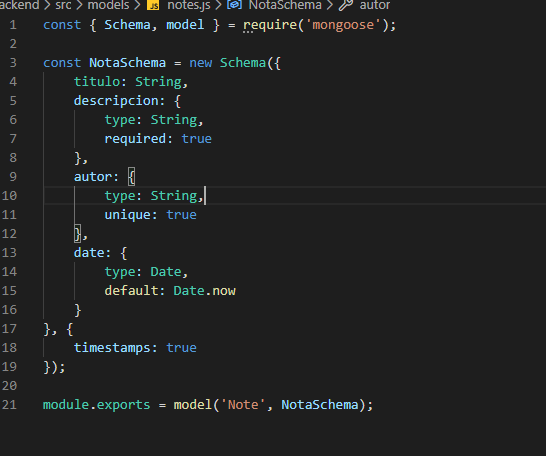 ackend > src > models > JS notes.js > NotaSchema > autor
1 const { Schema, model } = require('mongoose');
2
3 const NotaSchema = new Schema({
4     titulo: String,
5     descripcion: {
6         type: String,
7         required: true
8     },
9     autor: {
10         type: String,
11         unique: true
12     },
13     date: {
14         type: Date,
15         default: Date.now
16     }
17 }, {
18     timestamps: true
19 });
20
21 module.exports = model('Note', NotaSchema);